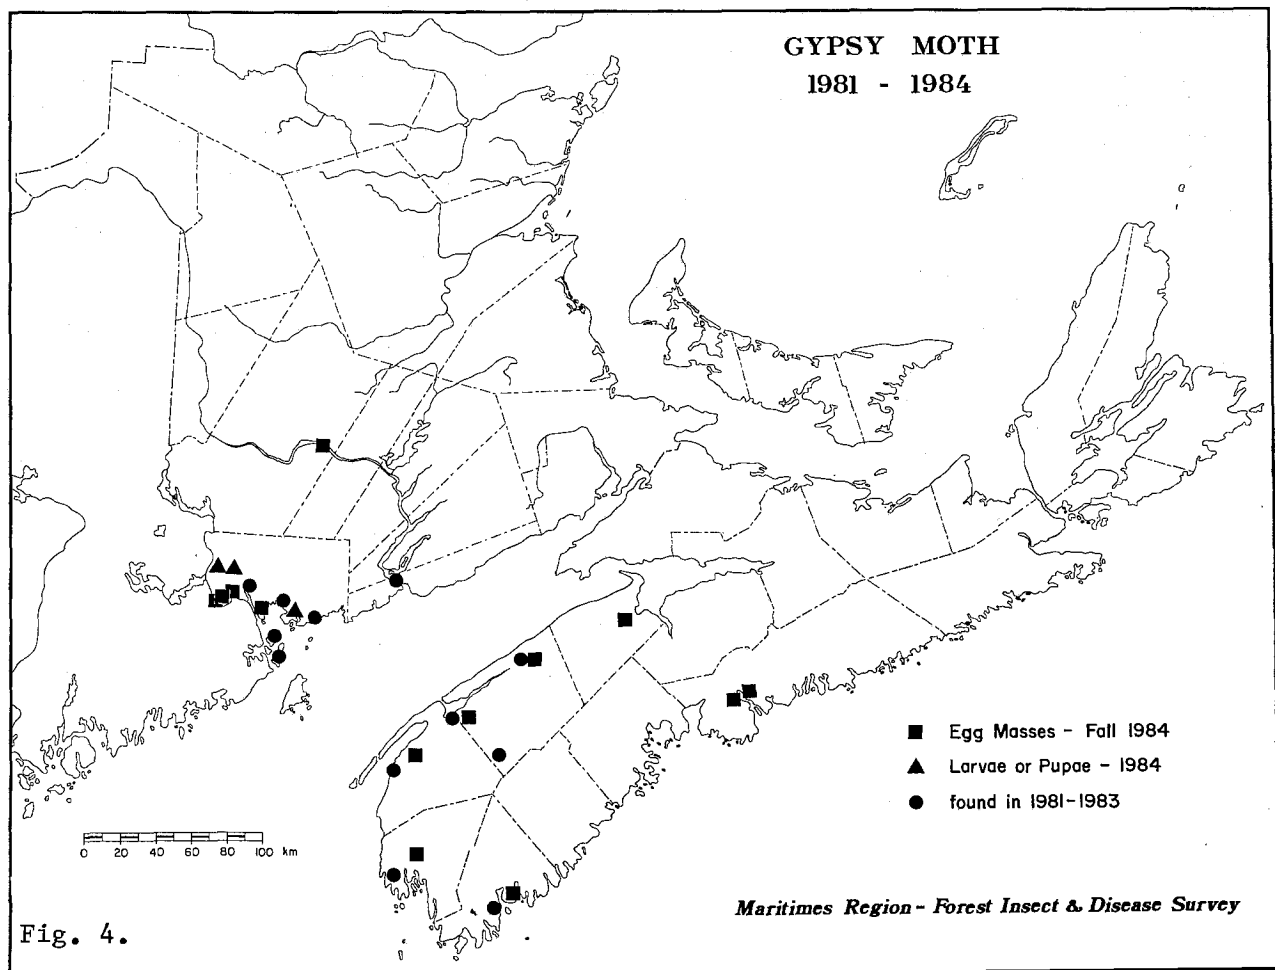 GYPSY MOTH
1981 - 1984
Egg Masses - Fall 1984
Larvae or Pupae - 1984
found in 1981-1983
0 20 40 60 80 100 km
Maritimes Region - Forest Insect & Disease Survey
Fig. 4.